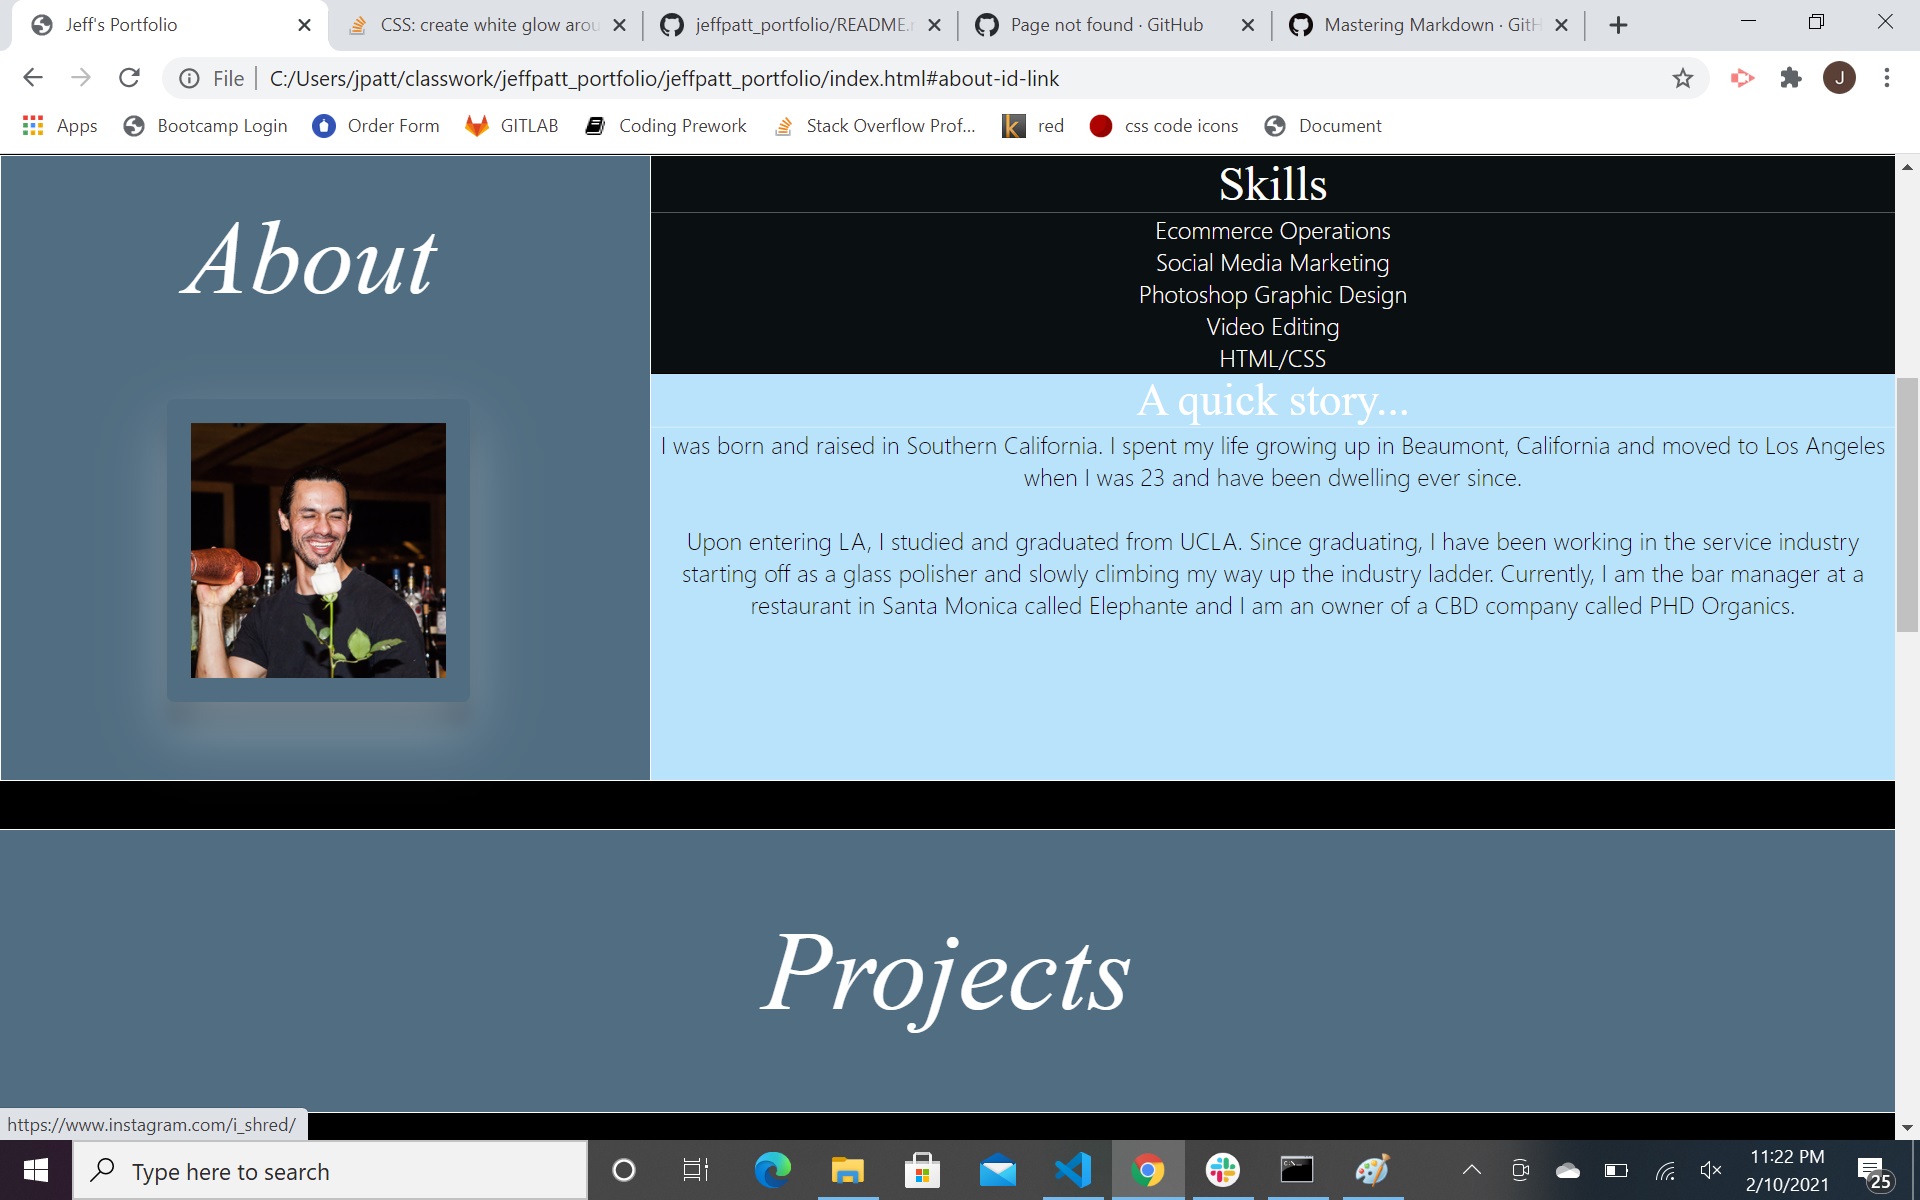 Jeff's Portfolio
CSS: create white glow arou
jeffpatt_portfolio/README.
Page not found · GitHub
Mastering Markdown · GitH
File
C:/Users/jpatt/classwork/jeffpatt_portfolio/jeffpatt_portfolio/index.html#about-id-link
J
Apps
Bootcamp Login
Order Form
GITLAB
Coding Prework
Stack Overflow Prof...
k
red
css code icons
Document
About
Skills
Ecommerce Operations
Social Media Marketing
Photoshop Graphic Design
Video Editing
HTML/CSS
A quick story...
I was born and raised in Southern California. I spent my life growing up in Beaumont, California and moved to Los Angeles
when I was 23 and have been dwelling ever since.
Upon entering LA, I studied and graduated from UCLA. Since graduating, I have been working in the service industry
starting off as a glass polisher and slowly climbing my way up the industry ladder. Currently, I am the bar manager at a
restaurant in Santa Monica called Elephante and I am an owner of a CBD company called PHD Organics.
Projects
https://www.instagram.com/i_shred/
Type here to search
11:22 PM
2/10/2021
25